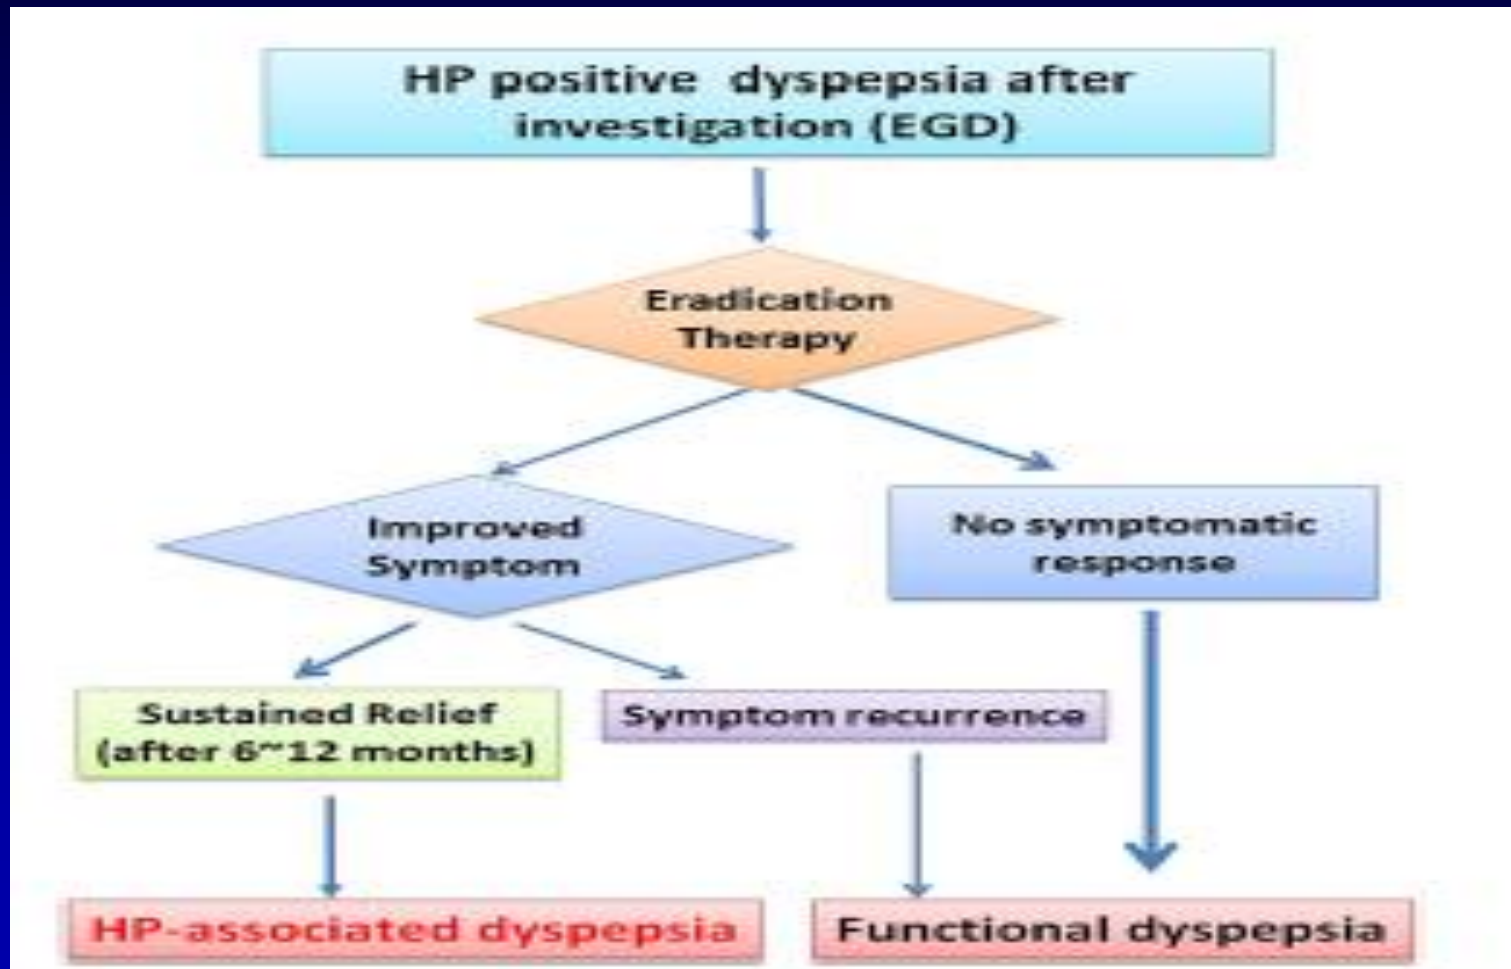 HP positive dyspepsia after
investigation (EGD)
Eradication
Therapy
Improved
Symptom
No symptomatic
response
Sustained Relief
(after 6~12 months)
Symptom recurrence
HP-associated dyspepsia
Functional dyspepsia